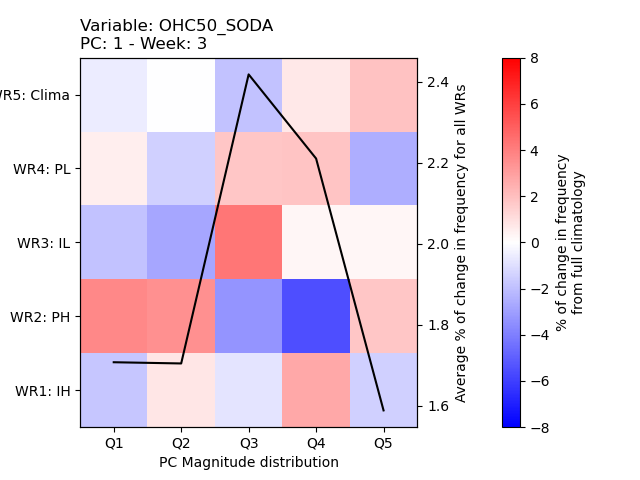 Variable: OHC50_SODA
PC: 1 - Week: 3
R5: Clima
WR4: PL
WR3: IL
WR2: PH
WR1: IH
Q1 Q2 Q3 Q4 Q5
PC Magnitude distribution
2.4
2.2
2.0
1.8
1.6
Average % of change in frequency for all WRs
8
6
4
2
0
−2
−4
−6
−8
% of change in frequency
from full climatology